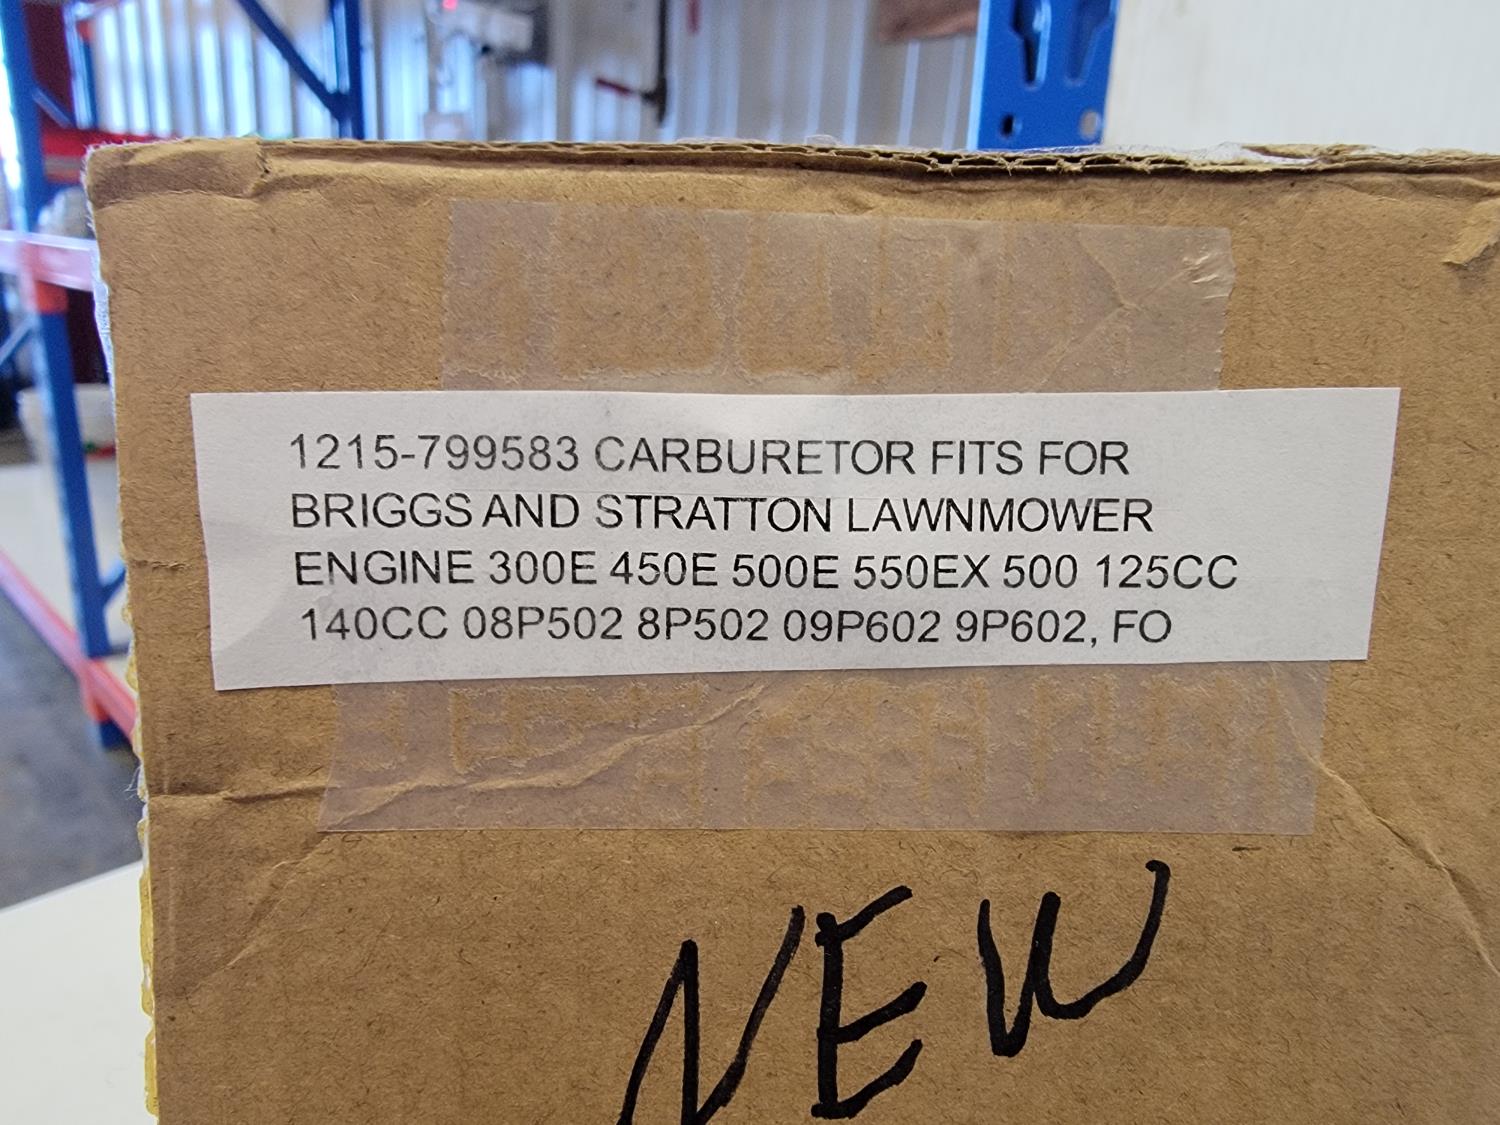 1215-799583 CARBURETOR FITS FOR
BRIGGS AND STRATTON LAWNMOWER
ENGINE 300E 450E 500E 550EX 500 125CC
140CC 08P502 8P502 09P602 9P602, FO
NEW